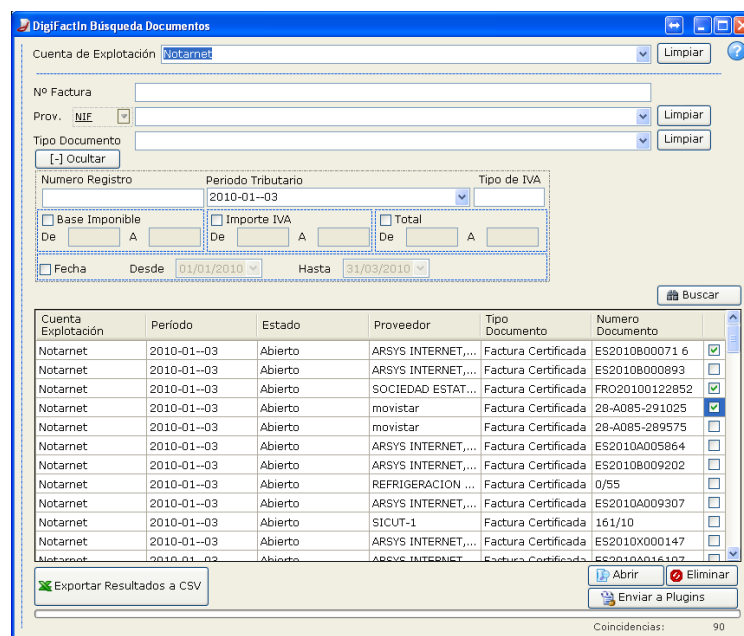 DigiFactIn Búsqueda Documentos
Cuenta de Explotación Notarnet Limpiar
Nº Factura
Prov. NIF Limpiar
Tipo Documento Limpiar
[-] Ocultar
Numero Registro Periodo Tributario Tipo de IVA
2010-01--03
Base Imponible Importe IVA Total
De A De A De A
Fecha Desde 01/01/2010 Hasta 31/03/2010
Buscar
Cuenta Explotación Período Estado Proveedor Tipo Documento Numero Documento
Notarnet 2010-01--03 Abierto ARSYS INTERNET,... Factura Certificada ES2010B00071 6
Notarnet 2010-01--03 Abierto ARSYS INTERNET,... Factura Certificada ES2010B000893
Notarnet 2010-01--03 Abierto SOCIEDAD ESTAT... Factura Certificada FRO20100122852
Notarnet 2010-01--03 Abierto movistar Factura Certificada 28-A085-291025
Notarnet 2010-01--03 Abierto movistar Factura Certificada 28-A085-289575
Notarnet 2010-01--03 Abierto ARSYS INTERNET,... Factura Certificada ES2010A005864
Notarnet 2010-01--03 Abierto ARSYS INTERNET,... Factura Certificada ES2010B009202
Notarnet 2010-01--03 Abierto REFRIGERACION ... Factura Certificada 0/55
Notarnet 2010-01--03 Abierto ARSYS INTERNET,... Factura Certificada ES2010A009307
Notarnet 2010-01--03 Abierto SICUT-1 Factura Certificada 161/10
Notarnet 2010-01--03 Abierto ARSYS INTERNET,... Factura Certificada ES2010X000147
Notarnet 2010-01--03 Abierto ARSYS INTERNET Factura Certificada
Exportar Resultados a CSV Abrir Eliminar
Enviar a Plugins
Coincidencias: 90